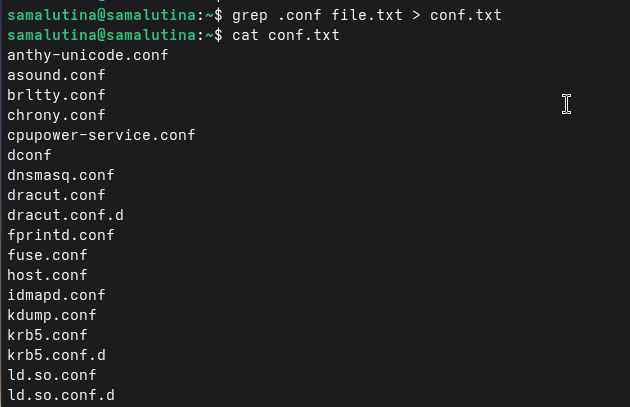 samalutina@samalutina:~$ grep .conf file.txt > conf.txt
samalutina@samalutina:~$ cat conf.txt
anthy-unicode.conf
asound.conf
brltty.conf
chrony.conf
cpupower-service.conf
dconf
dnsmasq.conf
dracut.conf
dracut.conf.d
fprintd.conf
fuse.conf
host.conf
idmapd.conf
kdump.conf
krb5.conf
krb5.conf.d
ld.so.conf
ld.so.conf.d